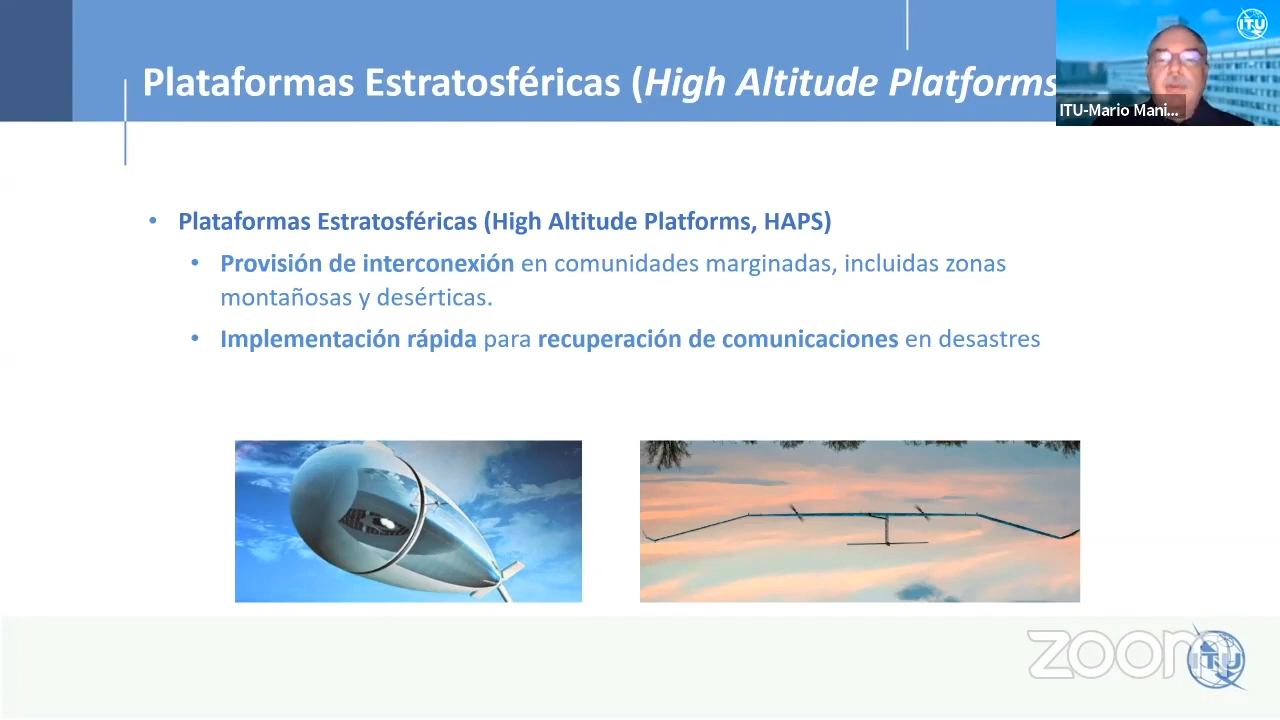 Plataformas Estratosféricas (High Altitude Platforms
ITU
ITU-Mario Mani...
• Plataformas Estratosféricas (High Altitude Platforms, HAPS)
• Provisión de interconexión en comunidades marginadas, incluidas zonas
montañosas y desérticas.
• Implementación rápida para recuperación de comunicaciones en desastres
zoom
ITU